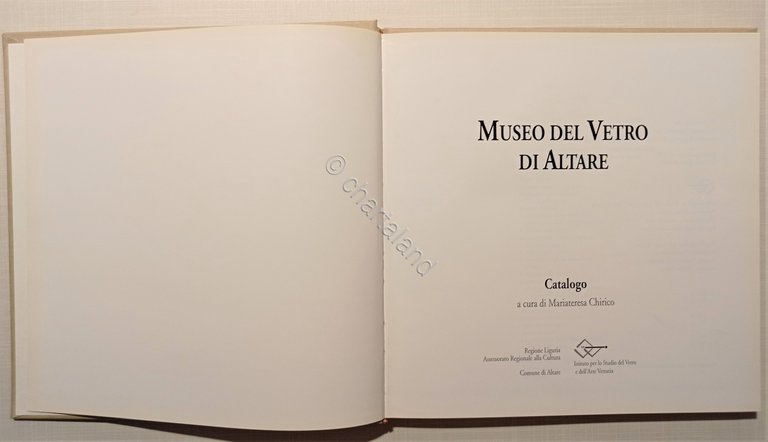 © chartaland
MUSEO DEL VETRO
DI ALTARE
Catalogo
a cura di Mariateresa Chirico
Regione Liguria
Assessorato Regionale alla Cultura
Comune di Altare
Istituto per lo Studio del Vetro
e dell'Arte Vetraria